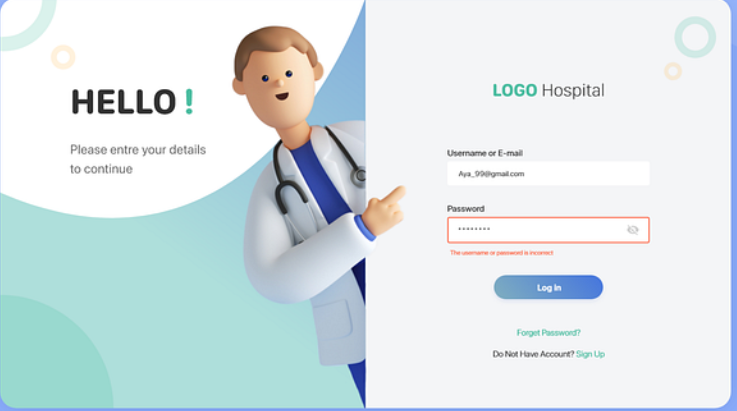 HELLO !
Please entre your details
to continue
LOGO Hospital
Username or E-mail
Aya_99@gmail.com
Password
********
The username or password is incorrect
Log in
Forget Password?
Do Not Have Account? Sign Up